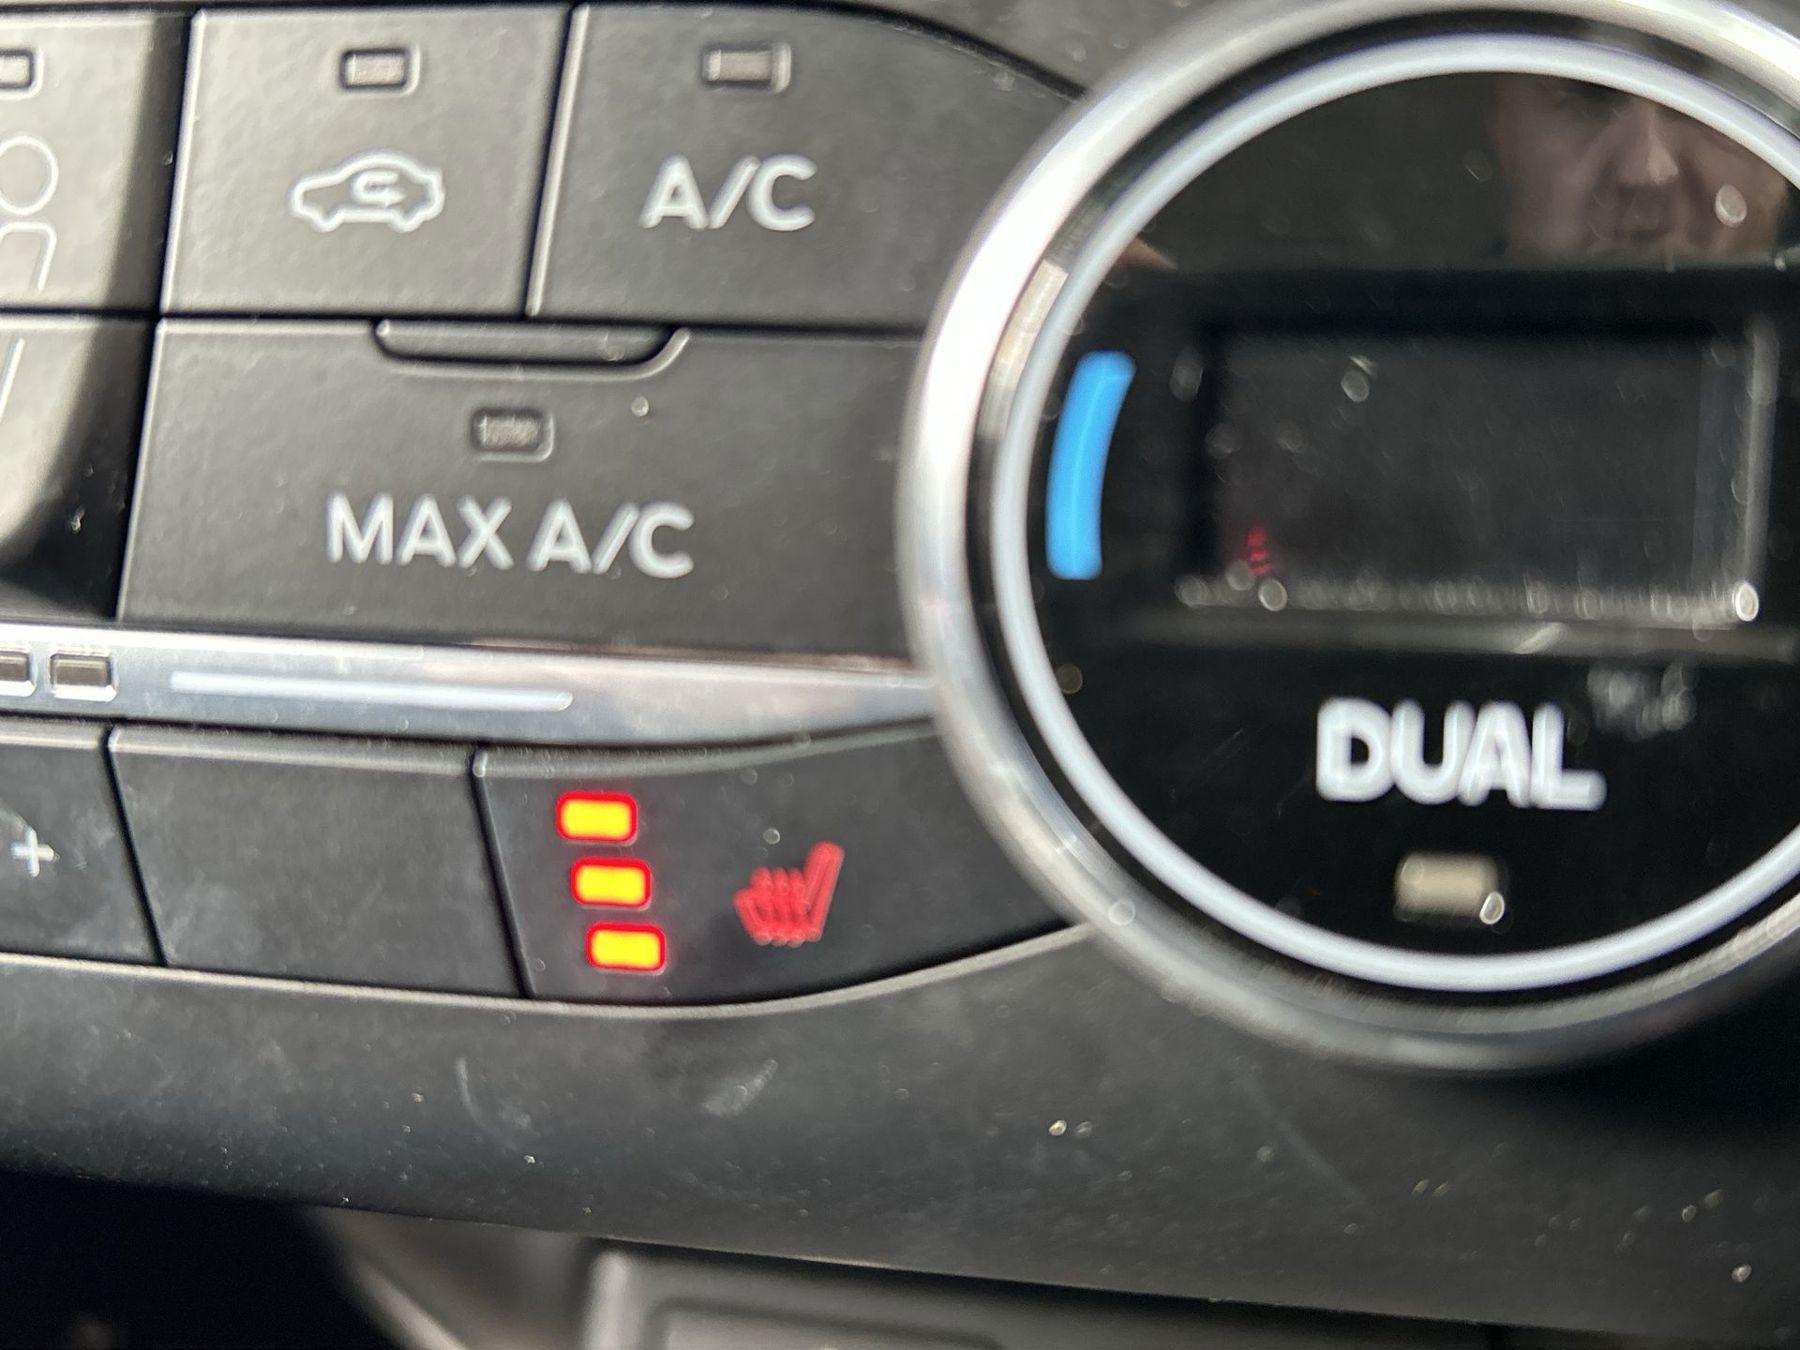 A/C
MAX A/C
DUAL
+